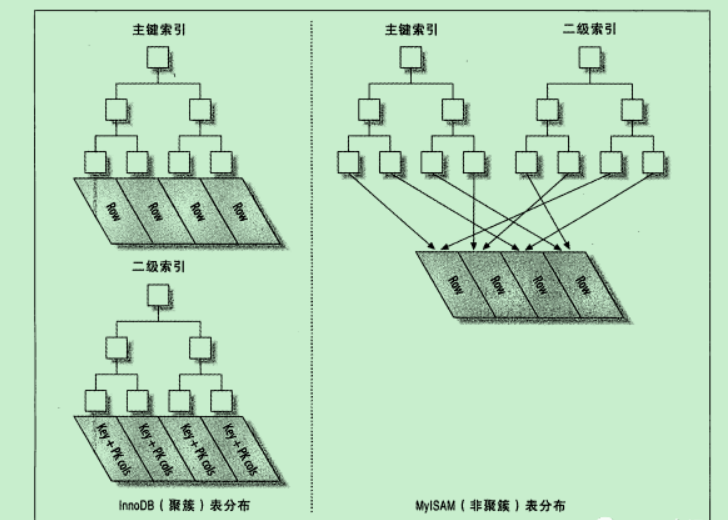 主键索引
Row
Row
Row
Row
二级索引
Key + PK cols
Key + PK cols
Key + PK cols
Key + PK cols
InnoDB（聚簇）表分布
主键索引
二级索引
Row
Row
Row
Row
MyISAM（非聚簇）表分布